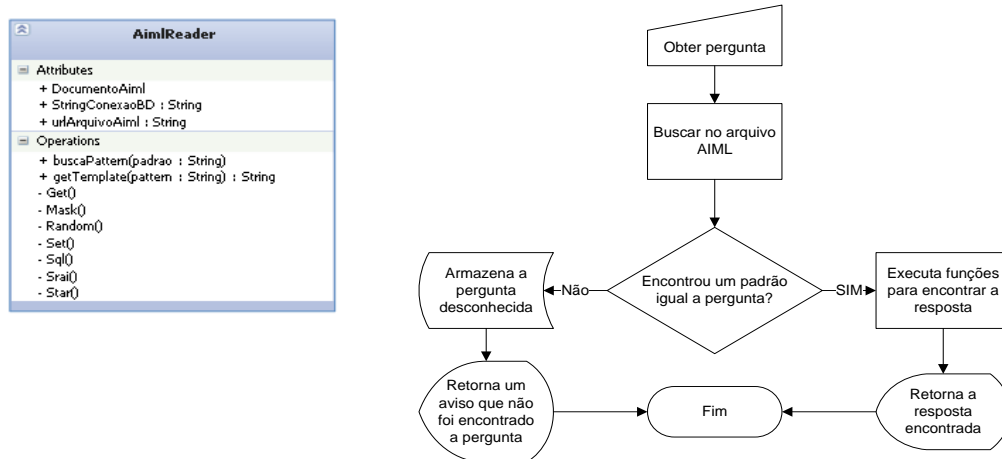 AimlReader
Attributes
+ DocumentoAiml
+ StringConexaoBD : String
+ urlArquivoAiml : String
Operations
+ buscaPattern(padrao : String)
+ getTemplate(pattern : String) : String
- Get()
- Mask()
- Random()
- Set()
- Sql()
- Srai()
- Star()
Obter pergunta
Buscar no arquivo
AIML
Encontrou um padrão
igual a pergunta?
Não
SIM
Armazena a
pergunta
desconhecida
Executa funções
para encontrar a
resposta
Retorna um
aviso que não
foi encontrado
a pergunta
Fim
Retorna a
resposta
encontrada